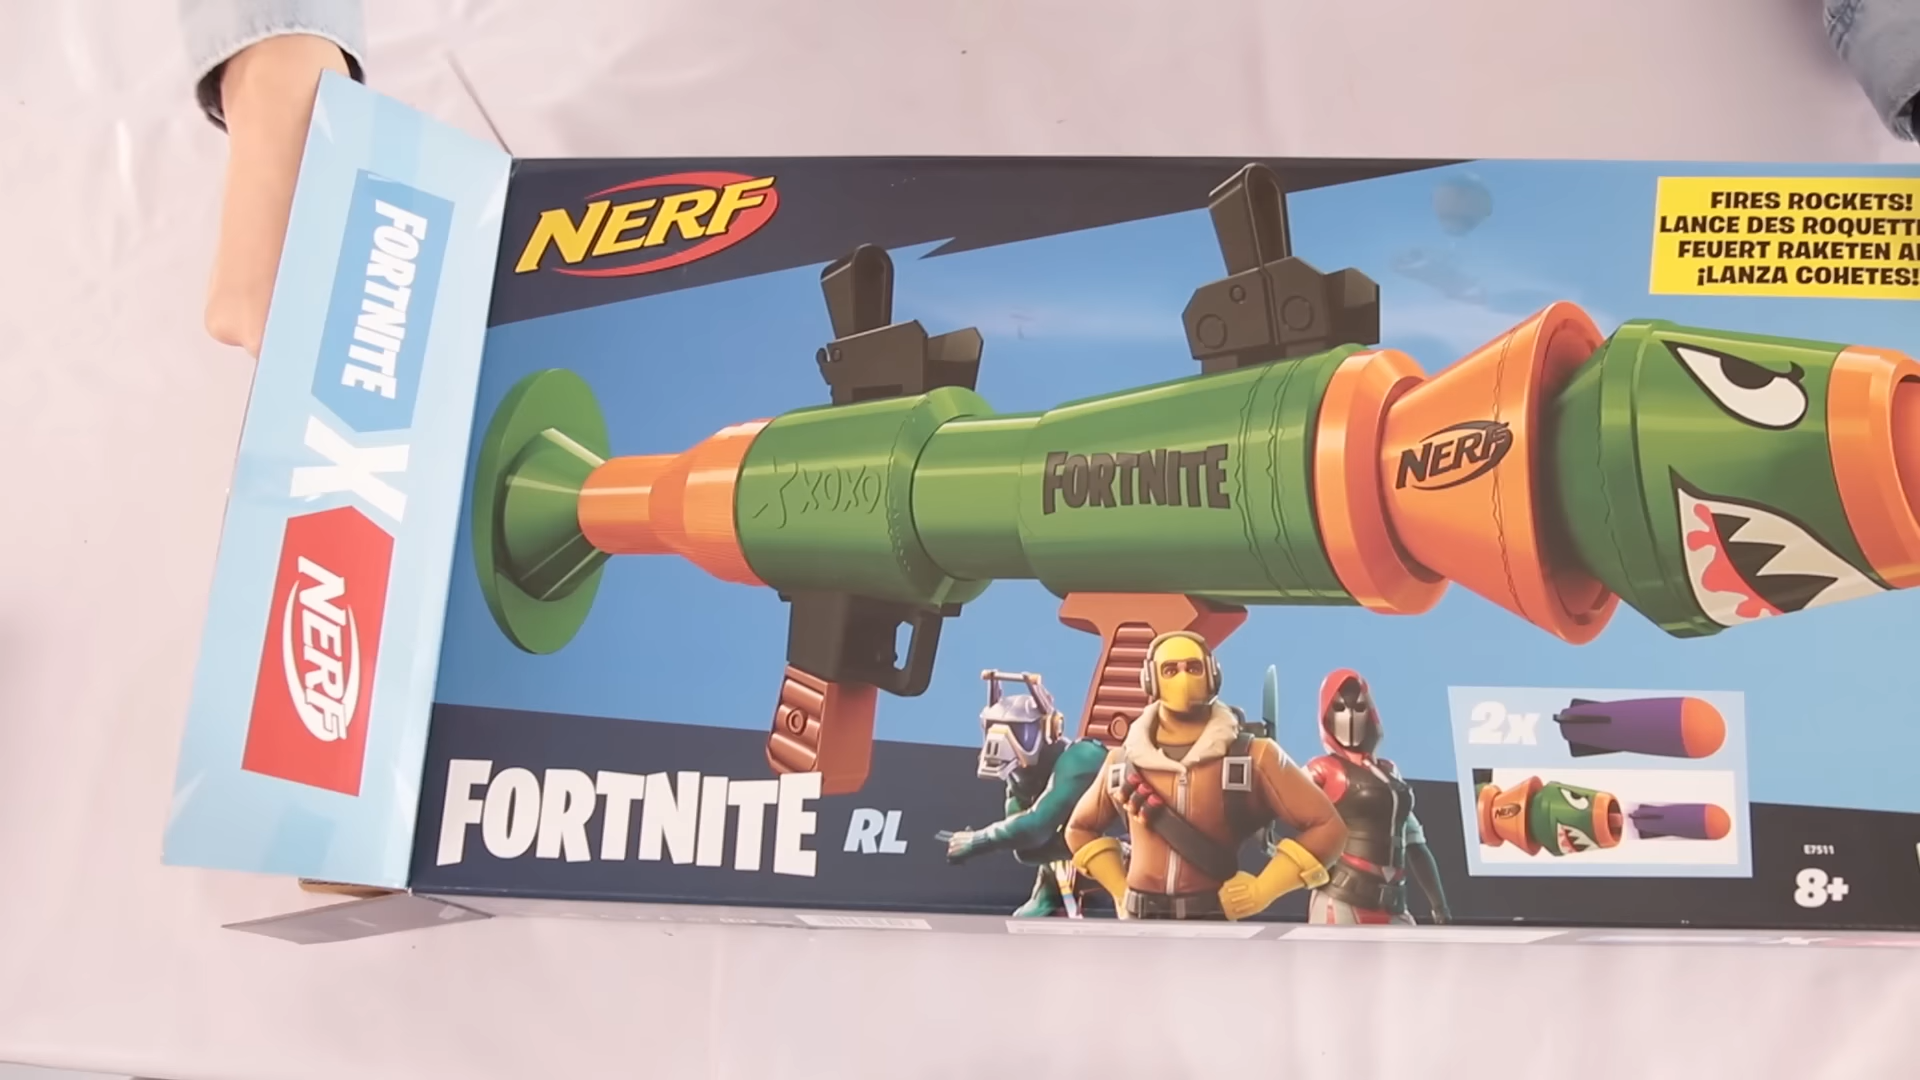 FORTNITE
X
NERF
NERF
FIRES ROCKETS!
LANCE DES
FEUERT RAKETEN
¡LANZA COHETES!
XOXO
FORTNITE
NERF
FORTNITE RL
2x
NERF
E7511
8+